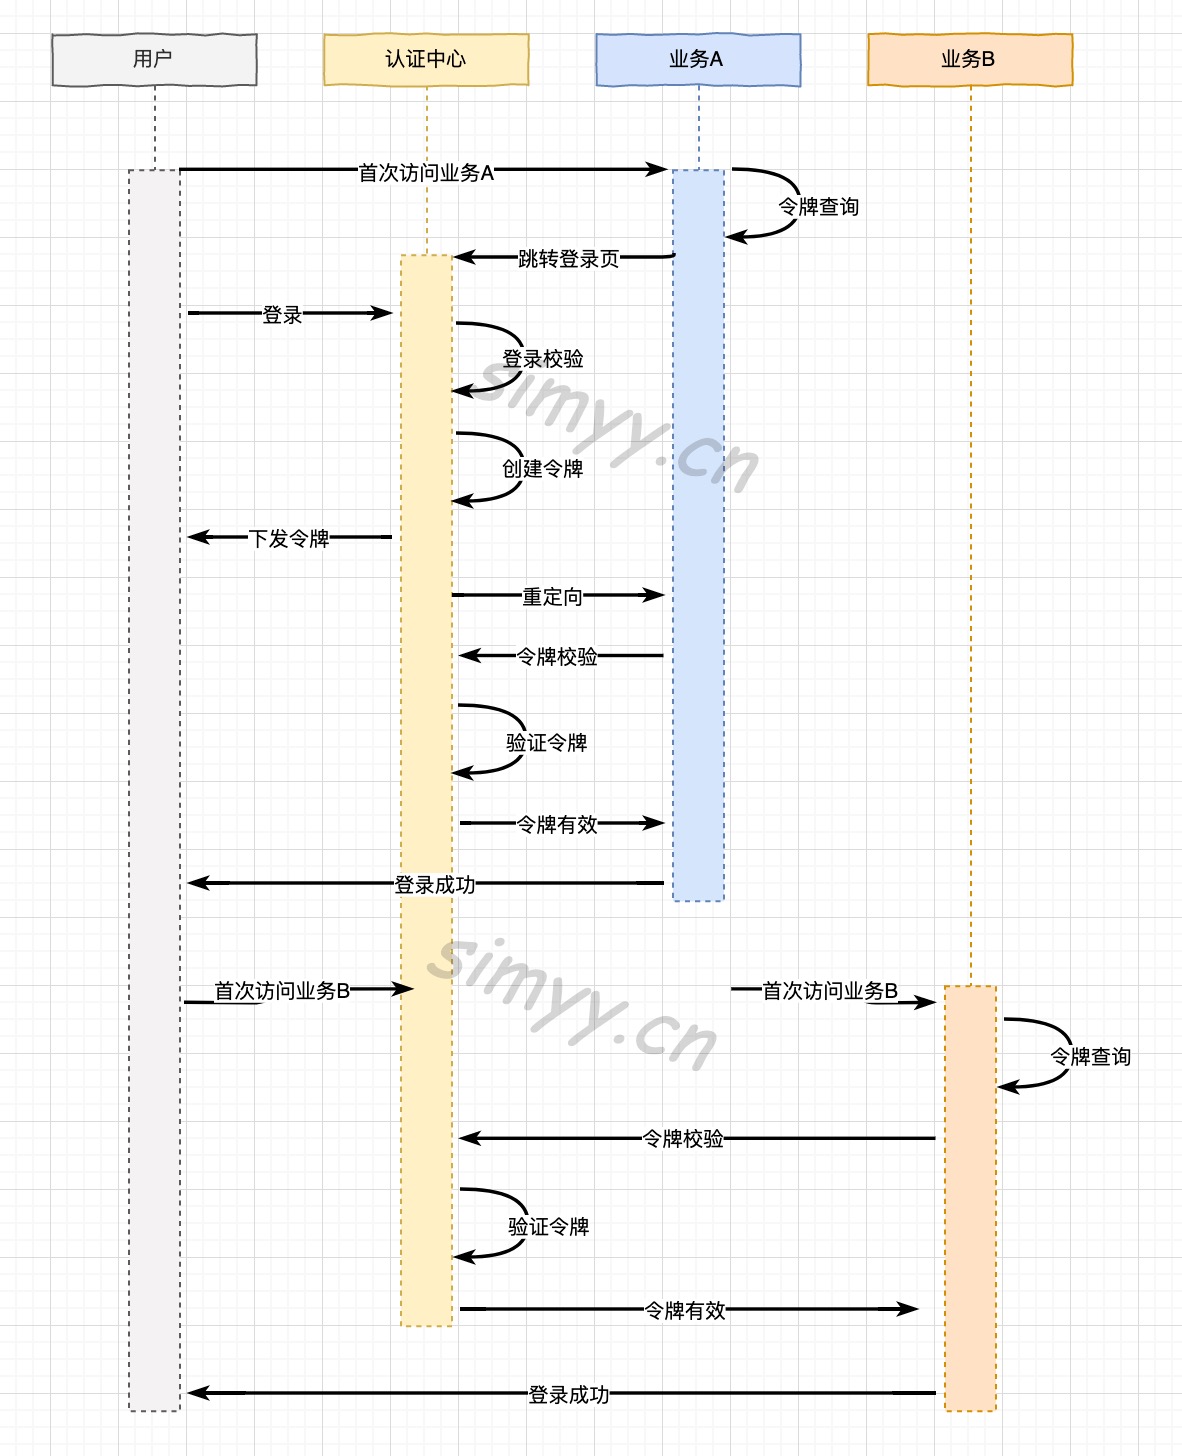 用户
认证中心
业务A
业务B
首次访问业务A
令牌查询
跳转登录页
登录
登录校验
simyy.cn
创建令牌
下发令牌
重定向
令牌校验
验证令牌
令牌有效
登录成功
simyy.cn
首次访问业务B
首次访问业务B
令牌查询
令牌校验
验证令牌
令牌有效
登录成功